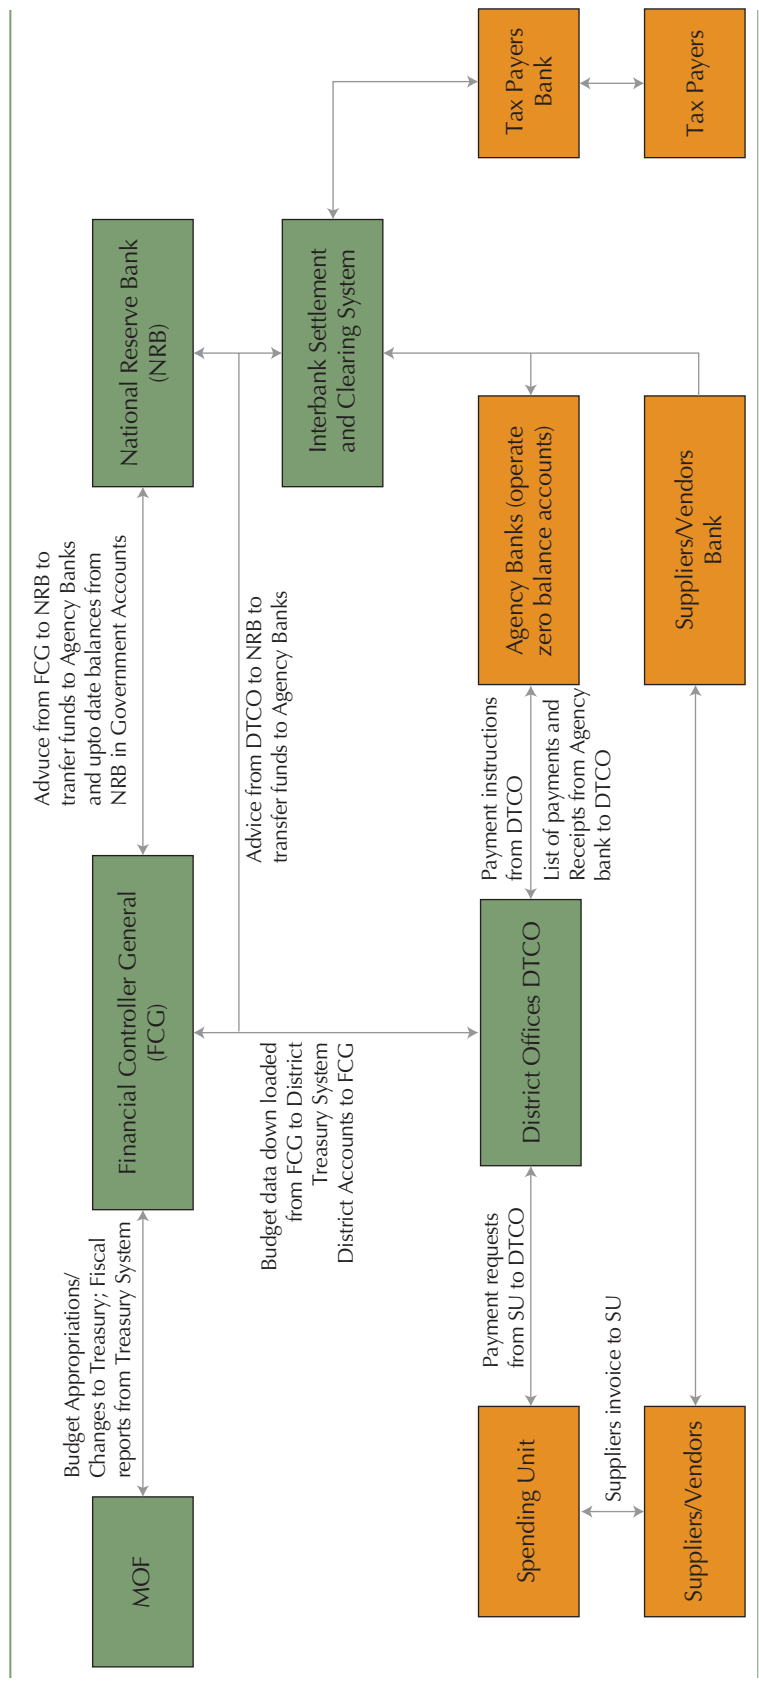 MOF
Budget Appropriations/
Changes to Treasury; Fiscal
reports from Treasury System
Financial Controller General
(FCG)
Advuce from FCG to NRB to
tranfer funds to Agency Banks
and upto date balances from
NRB in Government Accounts
National Reserve Bank
(NRB)
Budget data down loaded
from FCG to District
Treasury System
District Accounts to FCG
Advice from DTCO to NRB to
transfer funds to Agency Banks
Interbank Settlement
and Clearing System
Spending Unit
Payment requests
from SU to DTCO
District Offices DTCO
Payment instructions
from DTCO
List of payments and
Receipts from Agency
bank to DTCO
Agency Banks (operate
zero balance accounts)
Tax Payers
Bank
Suppliers invoice to SU
Suppliers/Vendors
Suppliers/Vendors
Bank
Tax Payers